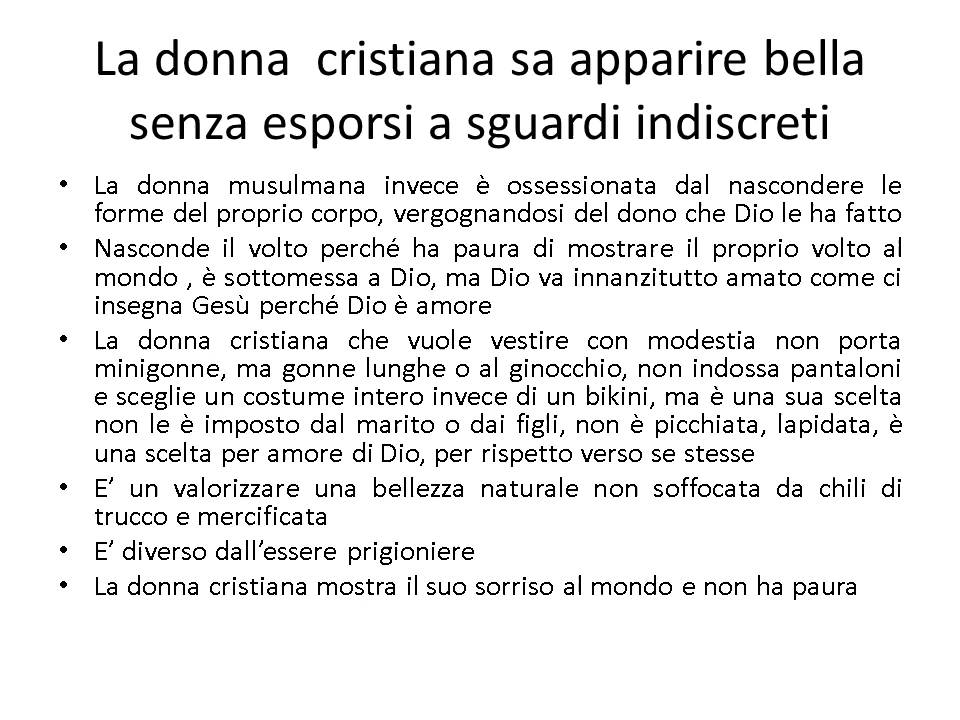 La donna  cristiana sa apparire bella
senza esporsi a sguardi indiscreti
• La donna musulmana invece è ossessionata dal nascondere le
forme del proprio corpo, vergognandosi del dono che Dio le ha fatto
• Nasconde il volto perché ha paura di mostrare il proprio volto al
mondo , è sottomessa a Dio, ma Dio va innanzitutto amato come ci
insegna Gesù perché Dio è amore
• La donna cristiana che vuole vestire con modestia non porta
minigonne, ma gonne lunghe o al ginocchio, non indossa pantaloni
e sceglie un costume intero invece di un bikini, ma è una sua scelta
non le è imposto dal marito o dai figli, non è picchiata, lapidata, è
una scelta per amore di Dio, per rispetto verso se stesse
• E’ un valorizzare una bellezza naturale non soffocata da chili di
trucco e mercificata
• E’ diverso dall’essere prigioniere
• La donna cristiana mostra il suo sorriso al mondo e non ha paura